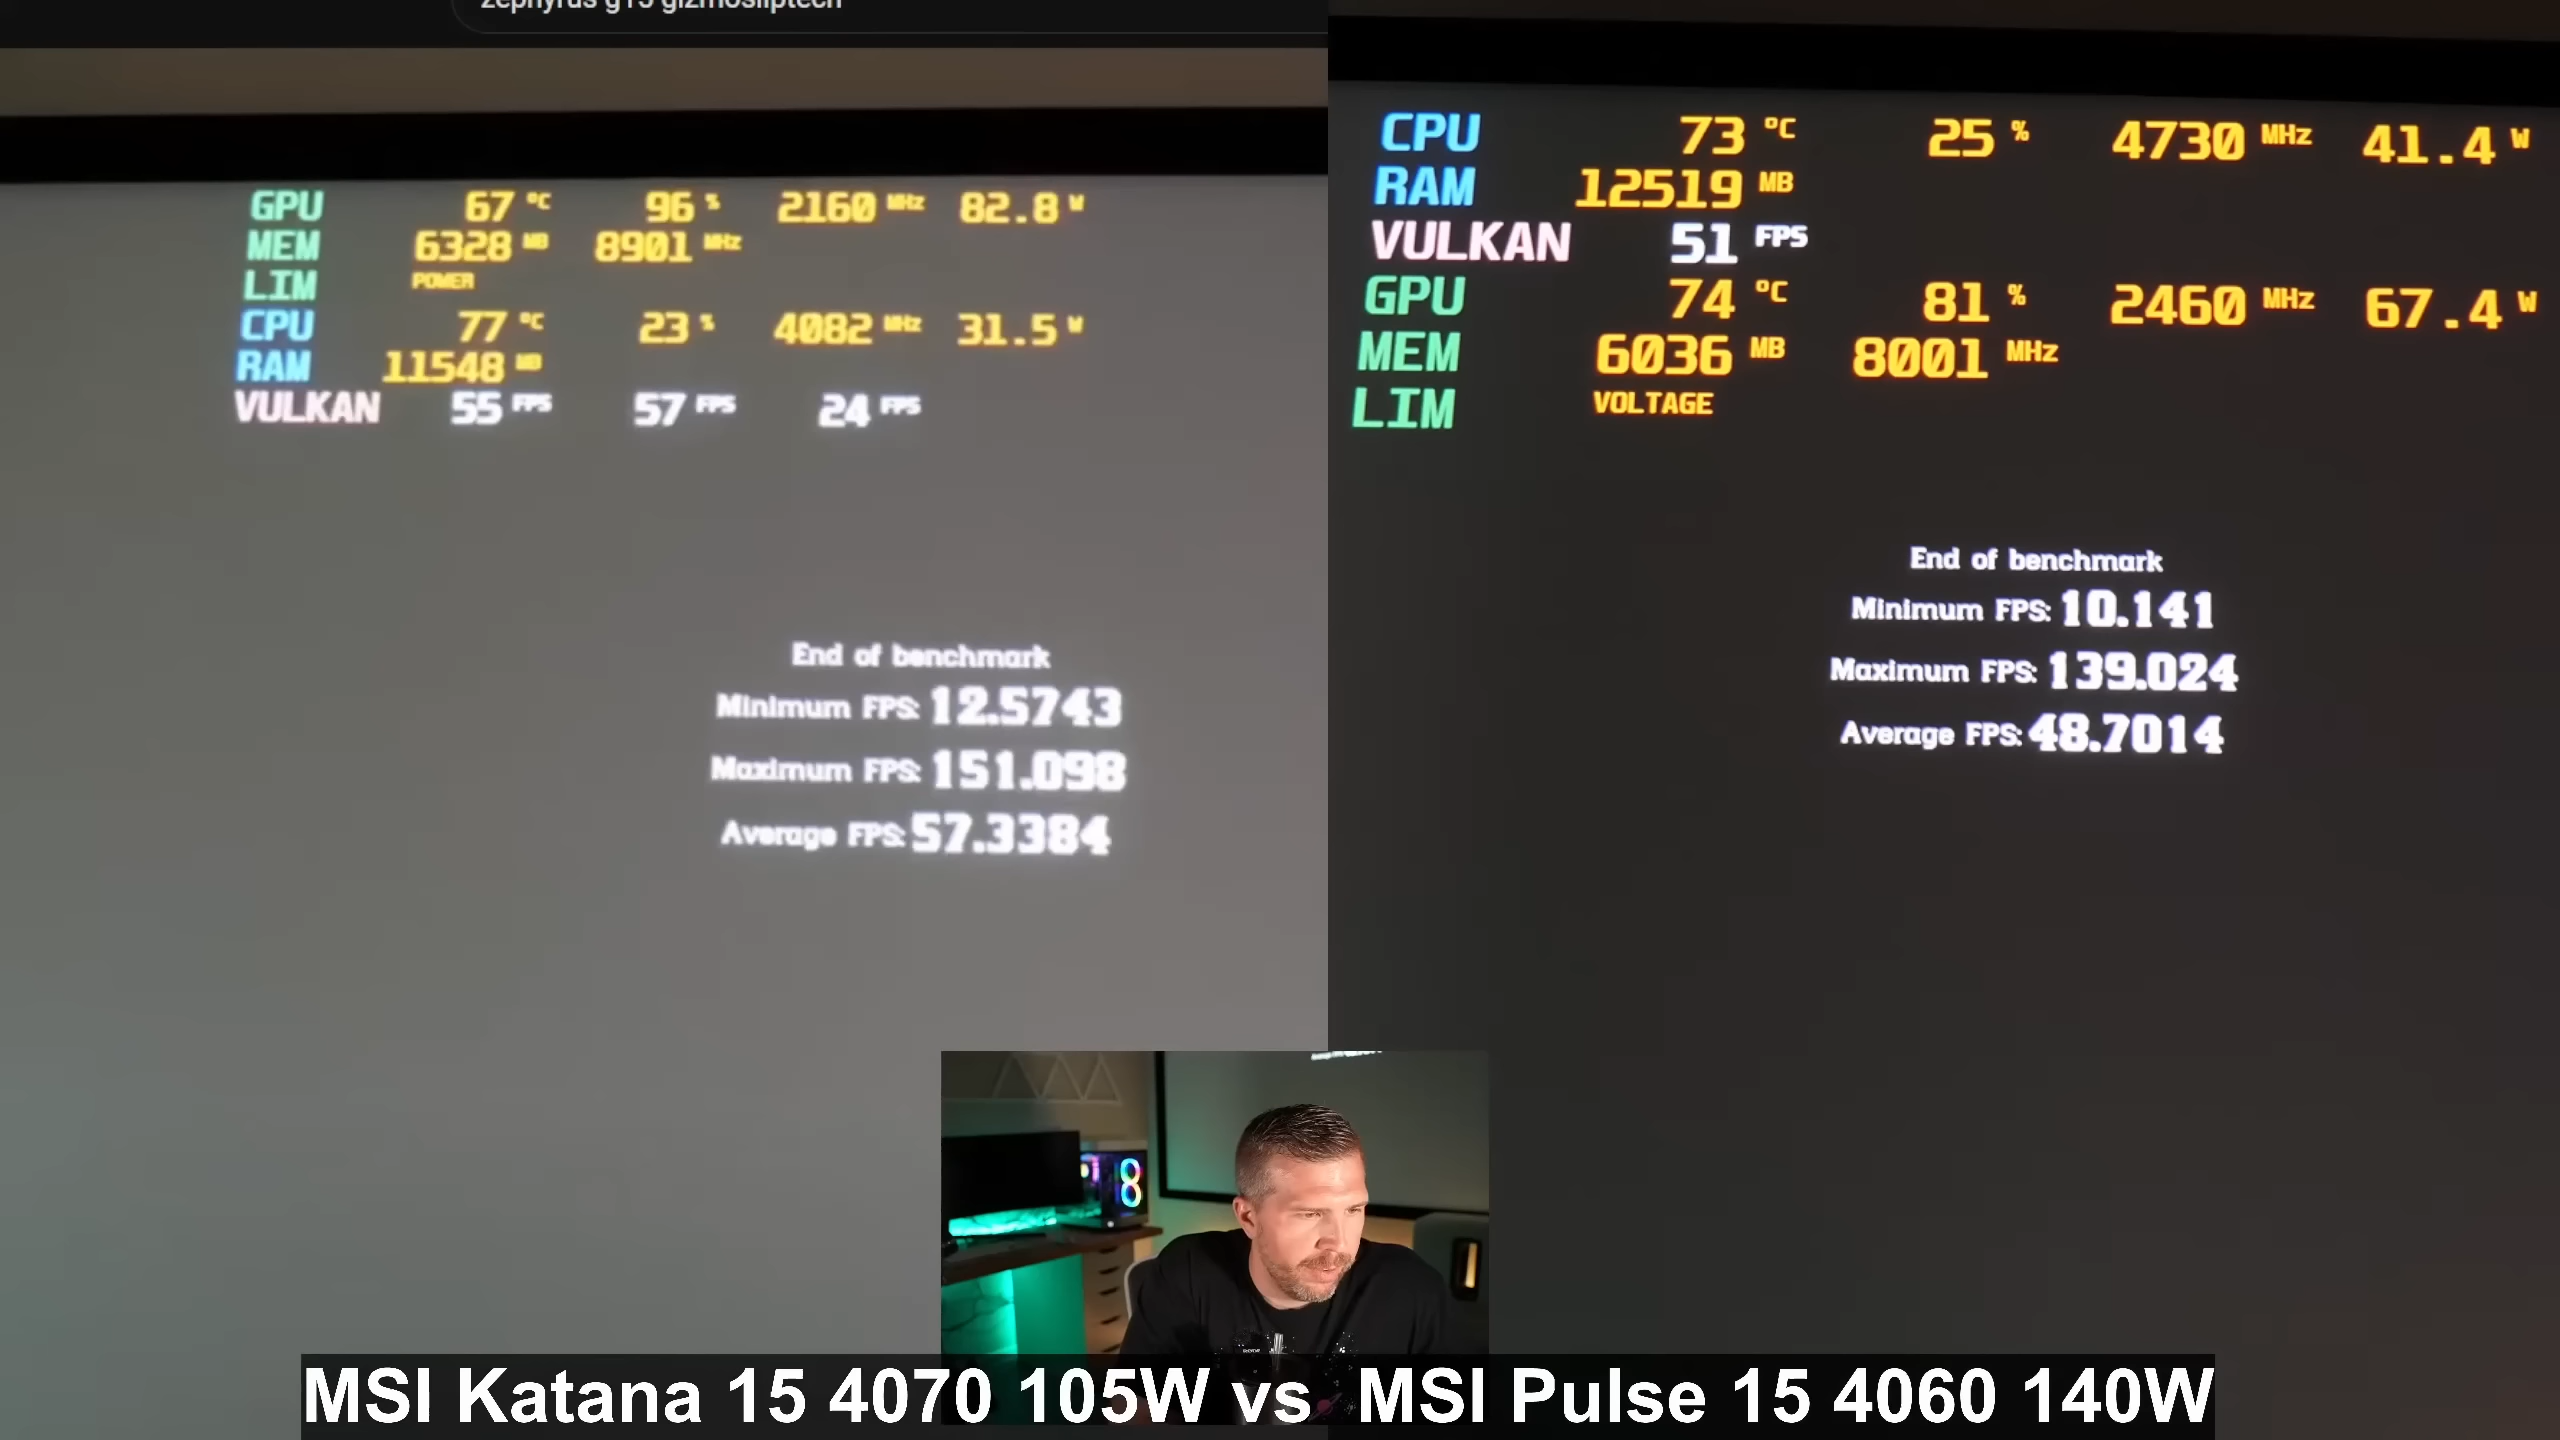 zephyrus g15 gizmosliptech
GPU 67 °C 96 % 2160 MHz 82.8 W
MEM 6328 MB 8901 MHz
LIM POWER
CPU 77 °C 23 % 4082 MHz 31.5 W
RAM 11548 MB
VULKAN 55 FPS 57 FPS 24 FPS
End of benchmark
Minimum FPS: 12.5743
Maximum FPS: 151.098
Average FPS: 57.3384
CPU 73 °C 25 % 4730 MHz 41.4 W
RAM 12519 MB
VULKAN 51 FPS
GPU 74 °C 81 % 2460 MHz 67.4 W
MEM 6036 MB 8001 MHz
LIM VOLTAGE
End of benchmark
Minimum FPS: 10.141
Maximum FPS: 139.024
Average FPS: 48.7014
MSI Katana 15 4070 105W vs MSI Pulse 15 4060 140W